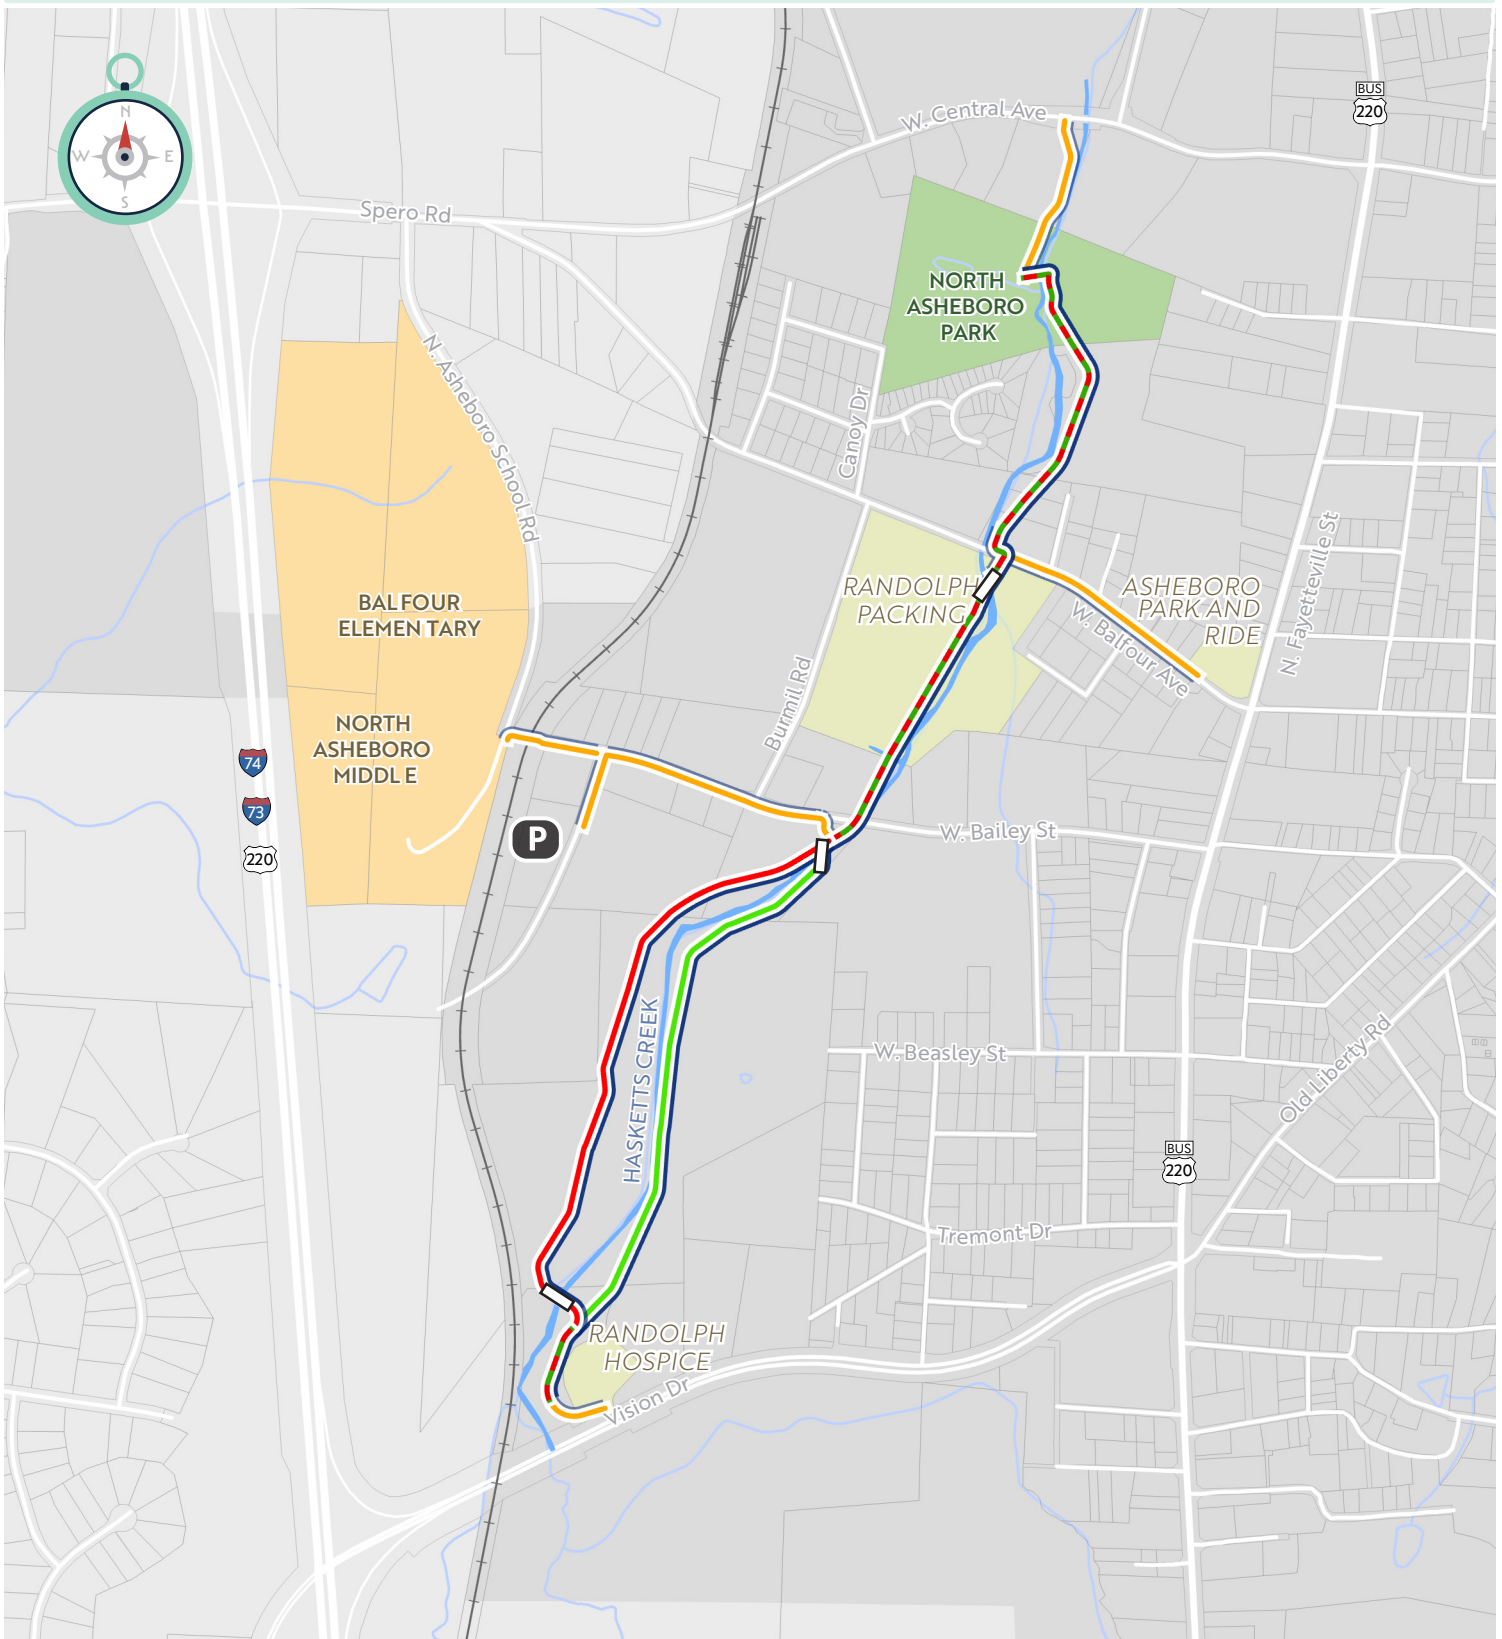 BUS
220
W. Central Ave
N
W
E
S
Spero Rd
NORTH
ASHEBORO
PARK
N. Asheboro School Rd
Canoy Dr
N. Fayetteville St
RANDOLPH
PACKING
ASHEBORO
PARK AND
RIDE
BALFOUR
ELEMENTARY
W. Balfour Ave
Burmil Rd
NORTH
ASHEBORO
MIDDLE
74
73
220
P
W. Bailey St
HASKETTS CREEK
W. Beasley St
Old Liberty Rd
BUS
220
Tremont Dr
RANDOLPH
HOSPICE
Vision Dr